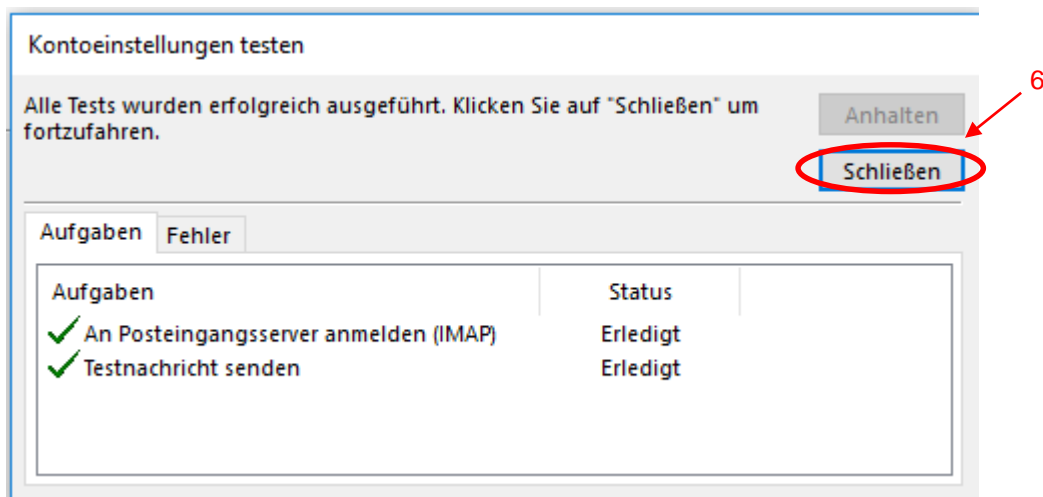 Kontoeinstellungen testen
6
Alle Tests wurden erfolgreich ausgeführt. Klicken Sie auf "Schließen" um
fortzufahren.
Anhalten
Schließen
Aufgaben Fehler
Aufgaben Status
An Posteingangsserver anmelden (IMAP) Erledigt
Testnachricht senden Erledigt